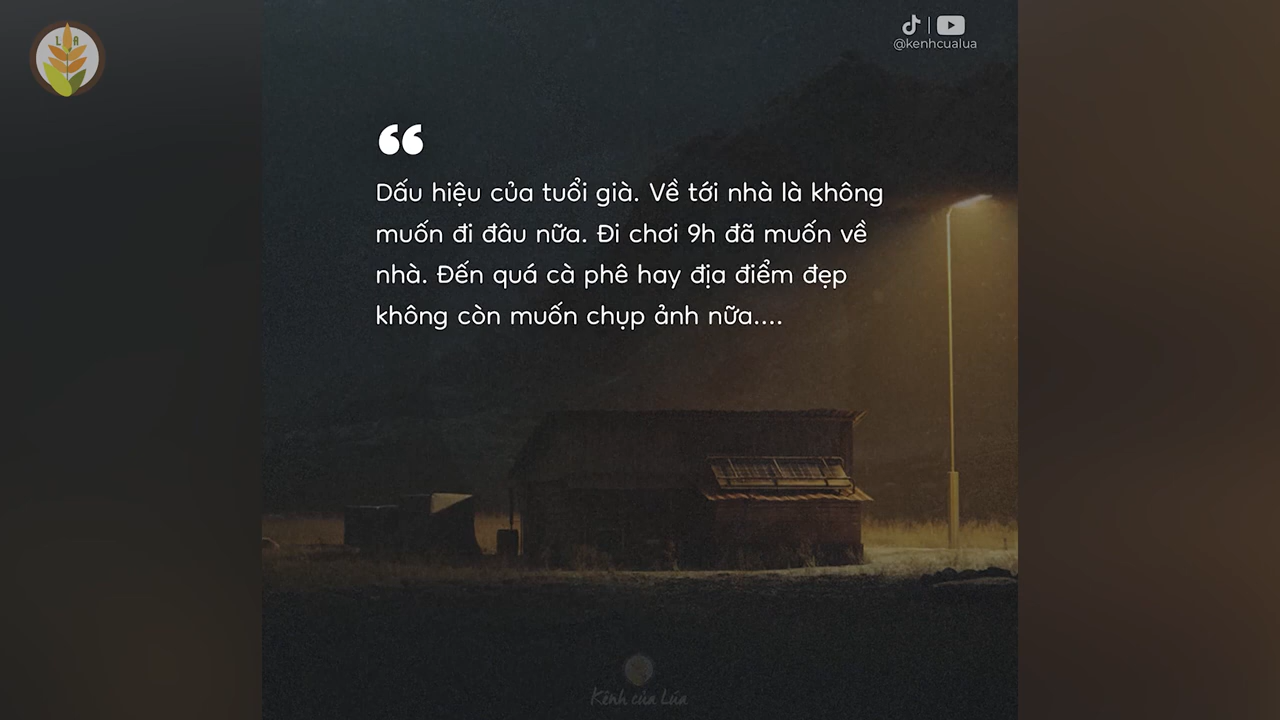 L A
@kenhcualua
Dấu hiệu của tuổi già. Về tới nhà là không
muốn đi đâu nữa. Đi chơi 9h đã muốn về
nhà. Đến quá cà phê hay địa điểm đẹp
không còn muốn chụp ảnh nữa....
Kênh của Lúa